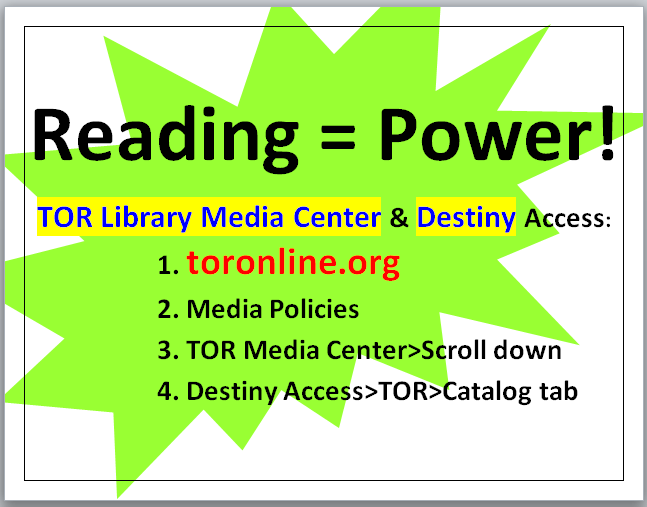 Reading = Power!
TOR Library Media Center & Destiny Access:
1. toronline.org
2. Media Policies
3. TOR Media Center>Scroll down
4. Destiny Access>TOR>Catalog tab